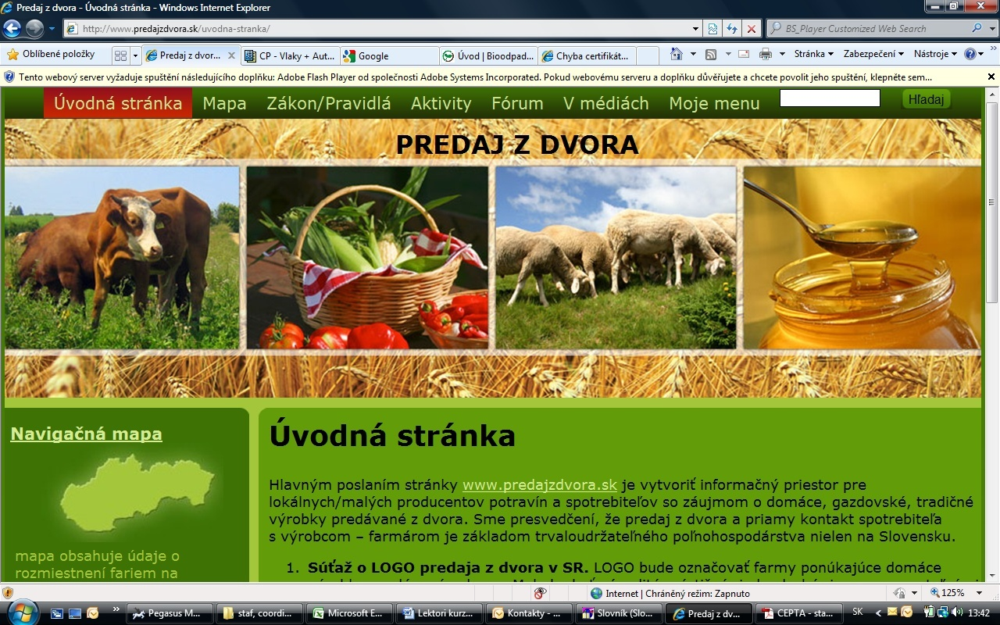 Predaj z dvora - Úvodná stránka - Windows Internet Explorer
http://www.predajzdvora.sk/uvodna-stranka/
BS_Player Customized Web Search
Oblíbené položky
Predaj z dvor...
CP - Vlaky + Aut...
Google
Úvod | Bioodpad...
Chyba certifikát...
Stránka
Zabezpečení
Nástroje
Tento webový server vyžaduje spuštění následujícího doplňku: Adobe Flash Player od společnosti Adobe Systems Incorporated. Pokud webovému serveru a doplňku důvěřujete a chcete povolit jeho spuštění, klepněte sem...
Úvodná stránka Mapa Zákon/Pravidlá Aktivity Fórum V médiách Moje menu Hľadaj
PREDAJ Z DVORA
Navigačná mapa
mapa obsahuje údaje o
rozmiestnení fariem na
Úvodná stránka
Hlavným poslaním stránky www.predajzdvora.sk je vytvoriť informačný priestor pre
lokálnych/malých producentov potravín a spotrebiteľov so záujmom o domáce, gazdovské, tradičné
výrobky predávané z dvora. Sme presvedčení, že predaj z dvora a priamy kontakt spotrebiteľa
s výrobcom – farmárom je základom trvaloudržateľného poľnohospodárstva nielen na Slovensku.
1. Súťaž o LOGO predaja z dvora v SR. LOGO bude označovať farmy ponúkajúce domáce
Internet | Chráněný režim: Zapnuto
125%
Pegasus M...
staf, coordi...
Microsoft E...
Lektori kurz...
Kontakty - ...
Slovník (Slo...
Predaj z dv...
CEPTA - sta...
SK
13:42